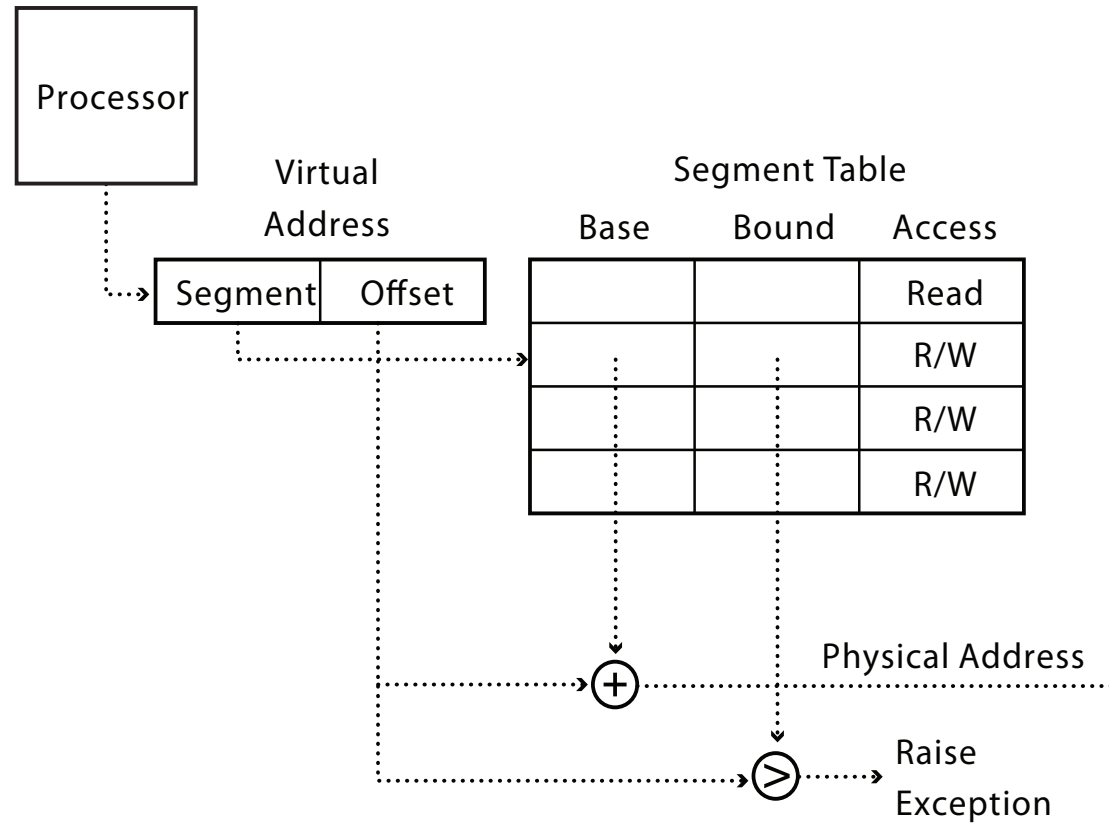 Processor
Virtual
Address
Segment Table
Base Bound Access
Segment Offset
Read
R/W
R/W
R/W
+
Physical Address
>
Raise
Exception